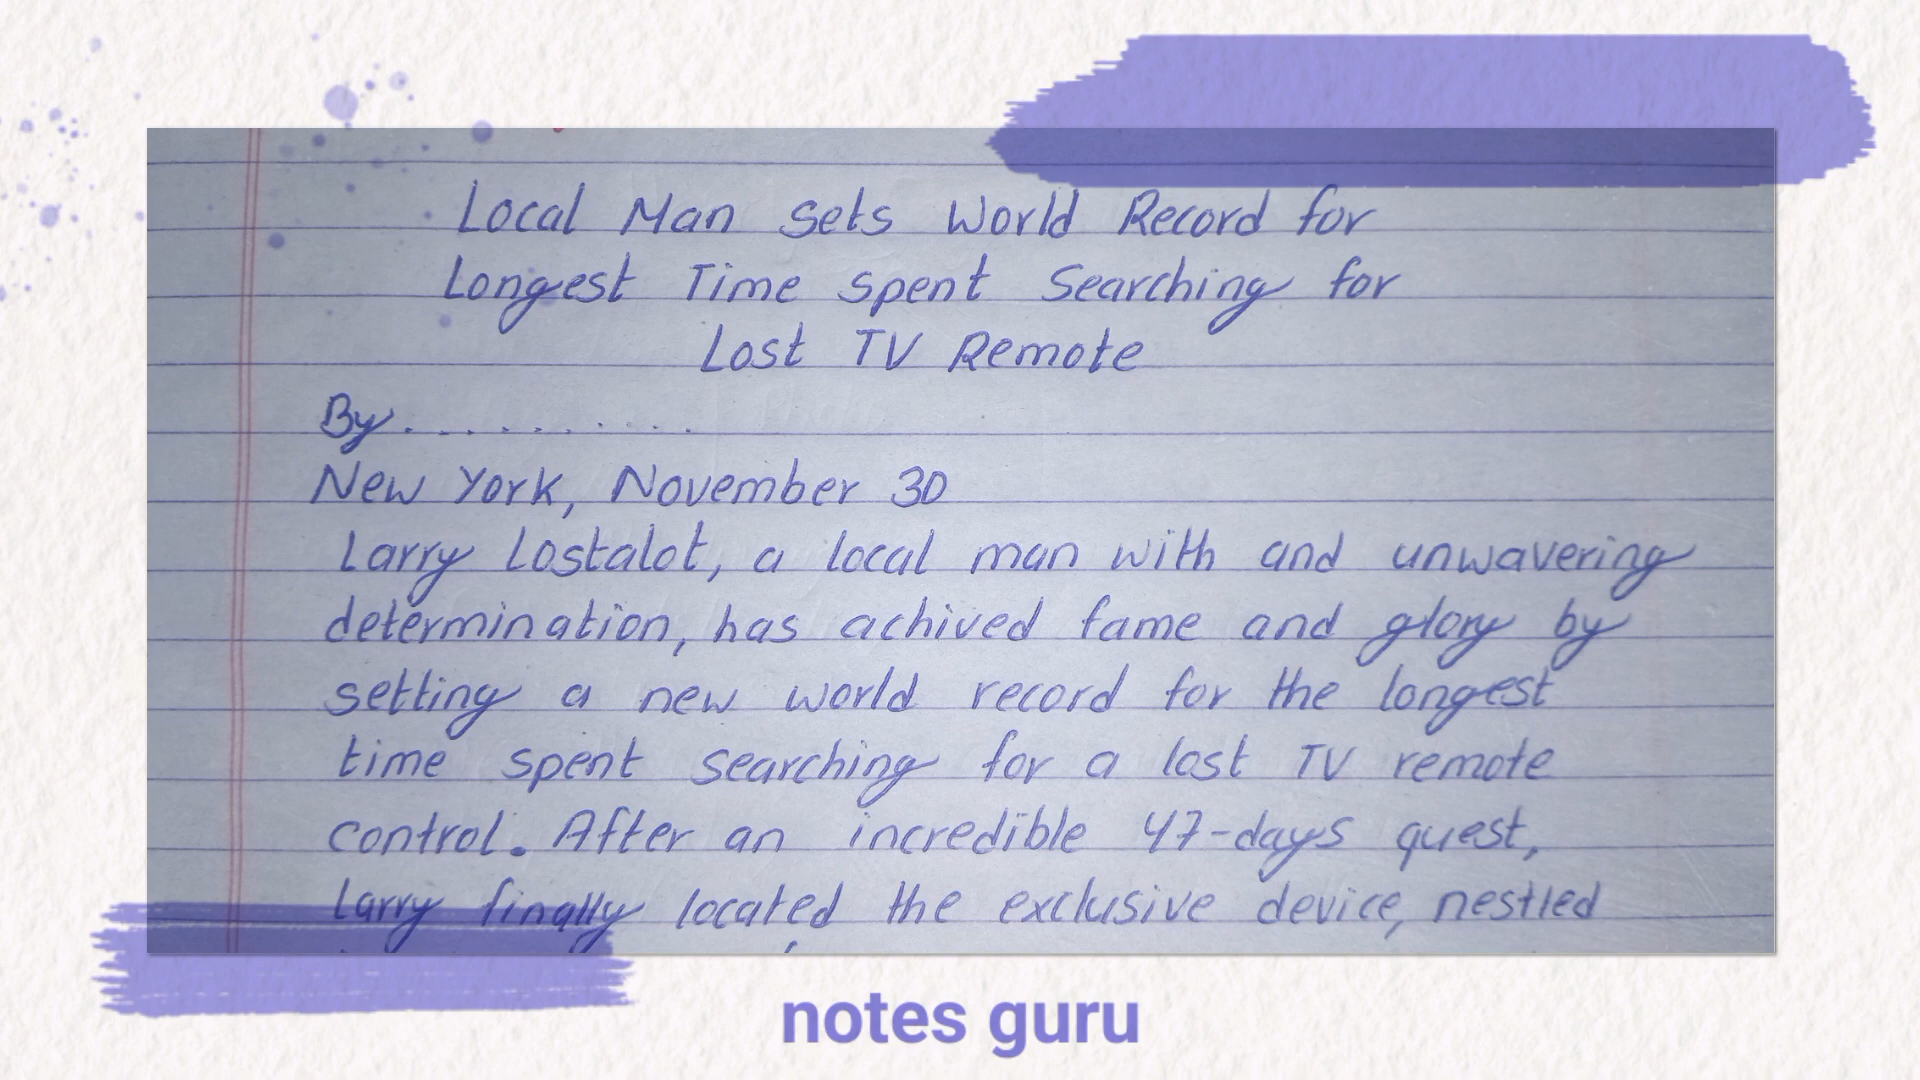 Local Man Sets World Record for
Longest Time Spent Searching for
Lost TV Remote
By..........
New York, November 30
Larry Lostalot, a local man with and unwavering
determination, has achived fame and glory by
setting a new world record for the longest
time spent searching for a lost TV remote
control. After an incredible 47-days quest,
Larry finally located the exclusive device, nestled
notes guru